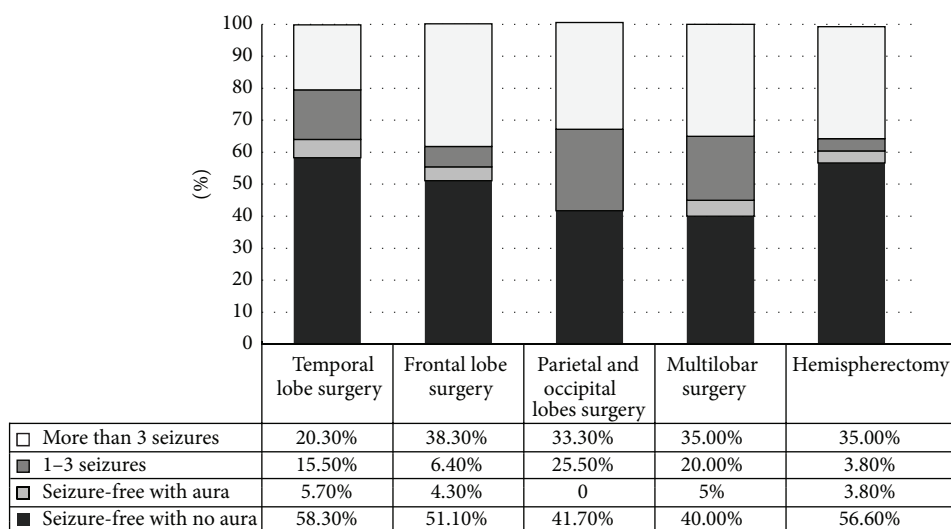 100
90
80
70
60
50
40
30
20
10
0
(%)
Temporal lobe surgery
Frontal lobe surgery
Parietal and occipital lobes surgery
Multilobar surgery
Hemispherectomy
More than 3 seizures 20.30% 38.30% 33.30% 35.00% 35.00%
1–3 seizures 15.50% 6.40% 25.50% 20.00% 3.80%
Seizure-free with aura 5.70% 4.30% 0 5% 3.80%
Seizure-free with no aura 58.30% 51.10% 41.70% 40.00% 56.60%